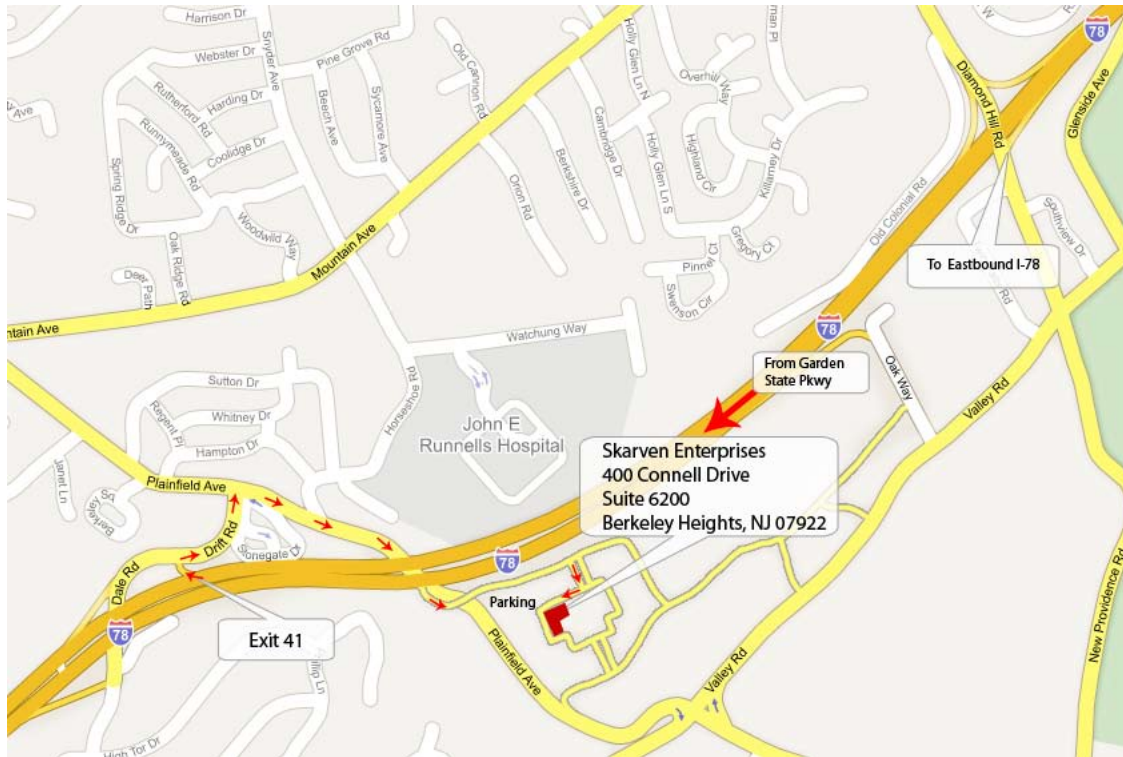 Harrison Dr
Snyder Ave
Webster Dr
Pine Grove Rd
Rutherford Rd
Harding Dr
Beech Ave
Sycamore Ave
Runnymeade Rd
Coolidge Dr
Spring Ridge Dr
Oak Ridge Rd
Woodwild Way
Deer Path
Mountain Ave
ntain Ave
Old Cannon Rd
Orion Rd
Berkshire Dr
Cambridge Dr
Holly Glen Ln N
Holly Glen Ln S
Overhill Way
Highland Cir
Killarney Dr
Gregory Ct
Pinnel Ct
Swenson Cir
Old Colonial Rd
Diamond Hill Rd
Glenside Ave
78
Southview Dr
To Eastbound I-78
Watchung Way
Horseshoe Rd
John E
Runnells Hospital
78
From Garden
State Pkwy
Oak Way
Valley Rd
Skarven Enterprises
400 Connell Drive
Suite 6200
Berkeley Heights, NJ 07922
Sutton Dr
Whitney Dr
Regent Pl
Hampton Dr
Janet Ln
Berkeley Sq
Plainfield Ave
Drift Rd
Stonegate Dr
Dale Rd
78
78
Exit 41
Parking
Plainfield Ave
Valley Rd
New Providence Rd
High Tor Dr